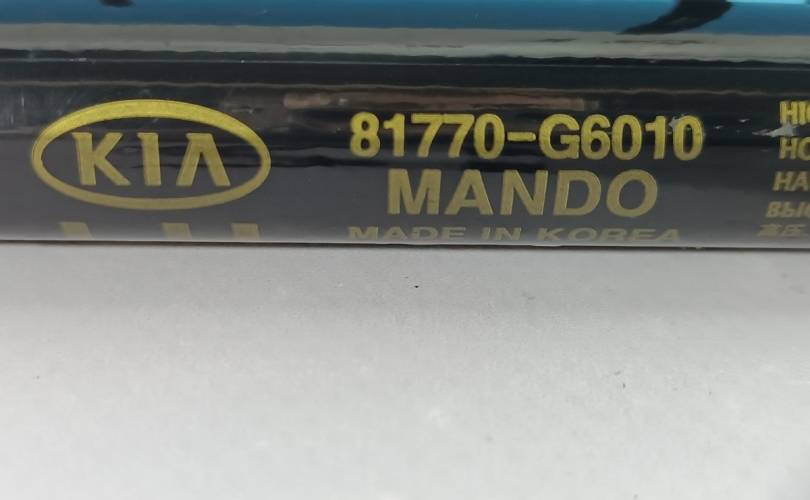 KIA
81770-G6010
MANDO
MADE IN KOREA